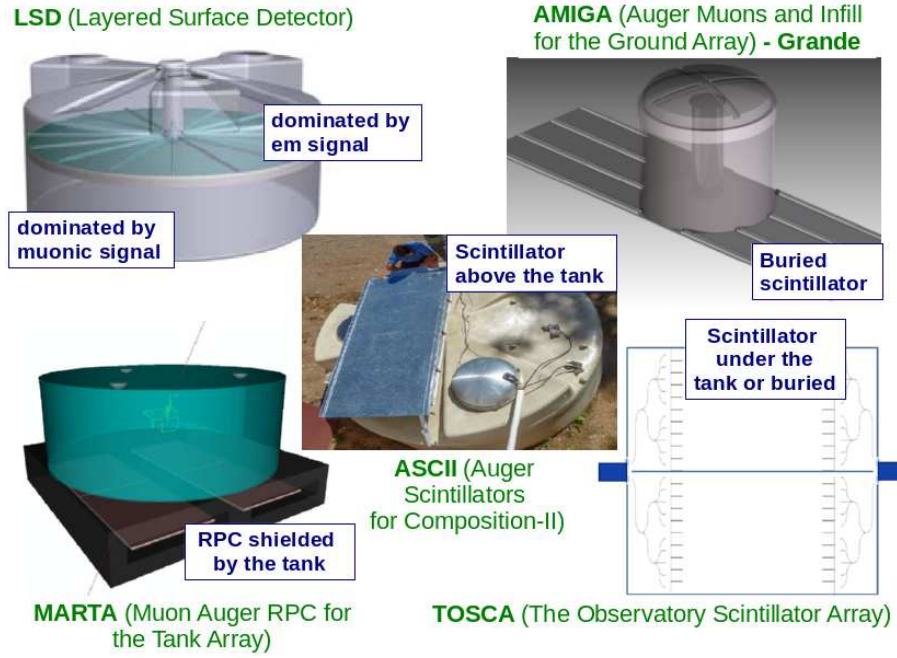 LSD (Layered Surface Detector)
AMIGA (Auger Muons and Infill
for the Ground Array) - Grande
dominated by
em signal
dominated by
muonic signal
Scintillator
above the tank
Buried
scintillator
Scintillator
under the
tank or buried
ASCII (Auger
Scintillators
for Composition-II)
RPC shielded
by the tank
MARTA (Muon Auger RPC for
the Tank Array)
TOSCA (The Observatory Scintillator Array)